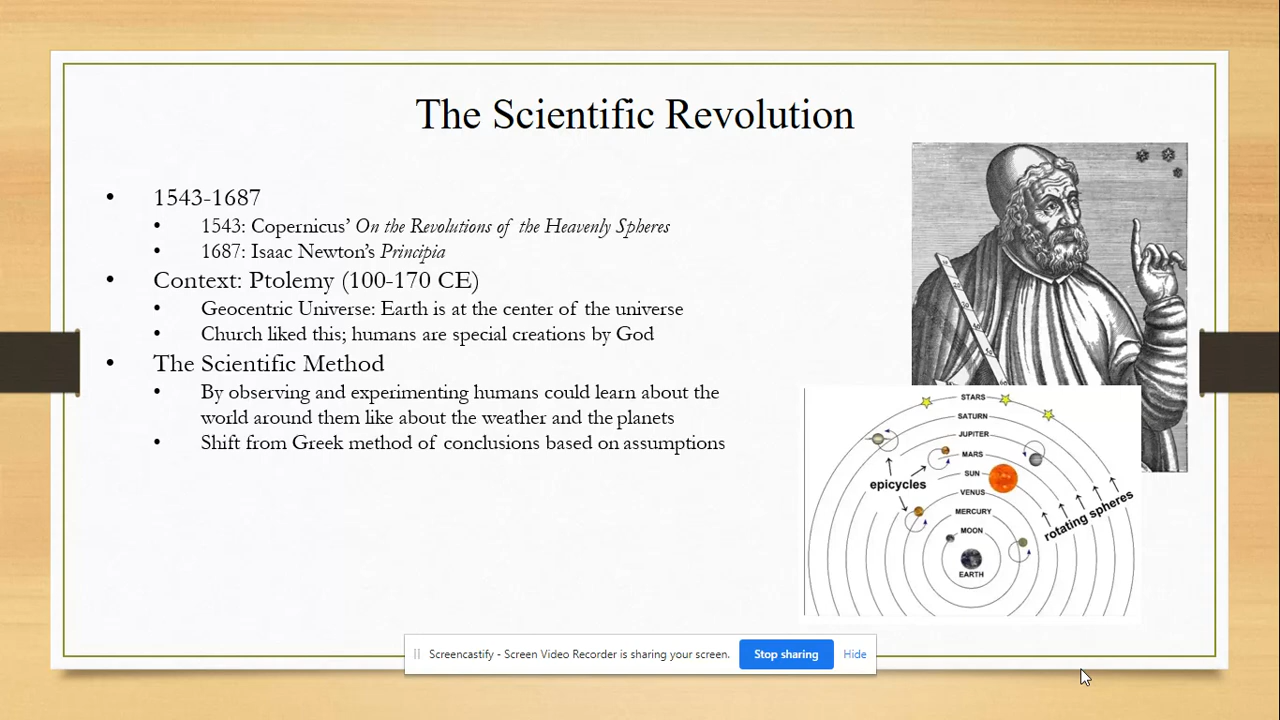 The Scientific Revolution
• 1543-1687
• 1543: Copernicus’ On the Revolutions of the Heavenly Spheres
• 1687: Isaac Newton’s Principia
• Context: Ptolemy (100-170 CE)
• Geocentric Universe: Earth is at the center of the universe
• Church liked this; humans are special creations by God
• The Scientific Method
• By observing and experimenting humans could learn about the
world around them like about the weather and the planets
• Shift from Greek method of conclusions based on assumptions
STARS
SATURN
JUPITER
MARS
SUN
epicycles
VENUS
rotating spheres
MERCURY
MOON
EARTH
Screencastify - Screen Video Recorder is sharing your screen.
Stop sharing
Hide